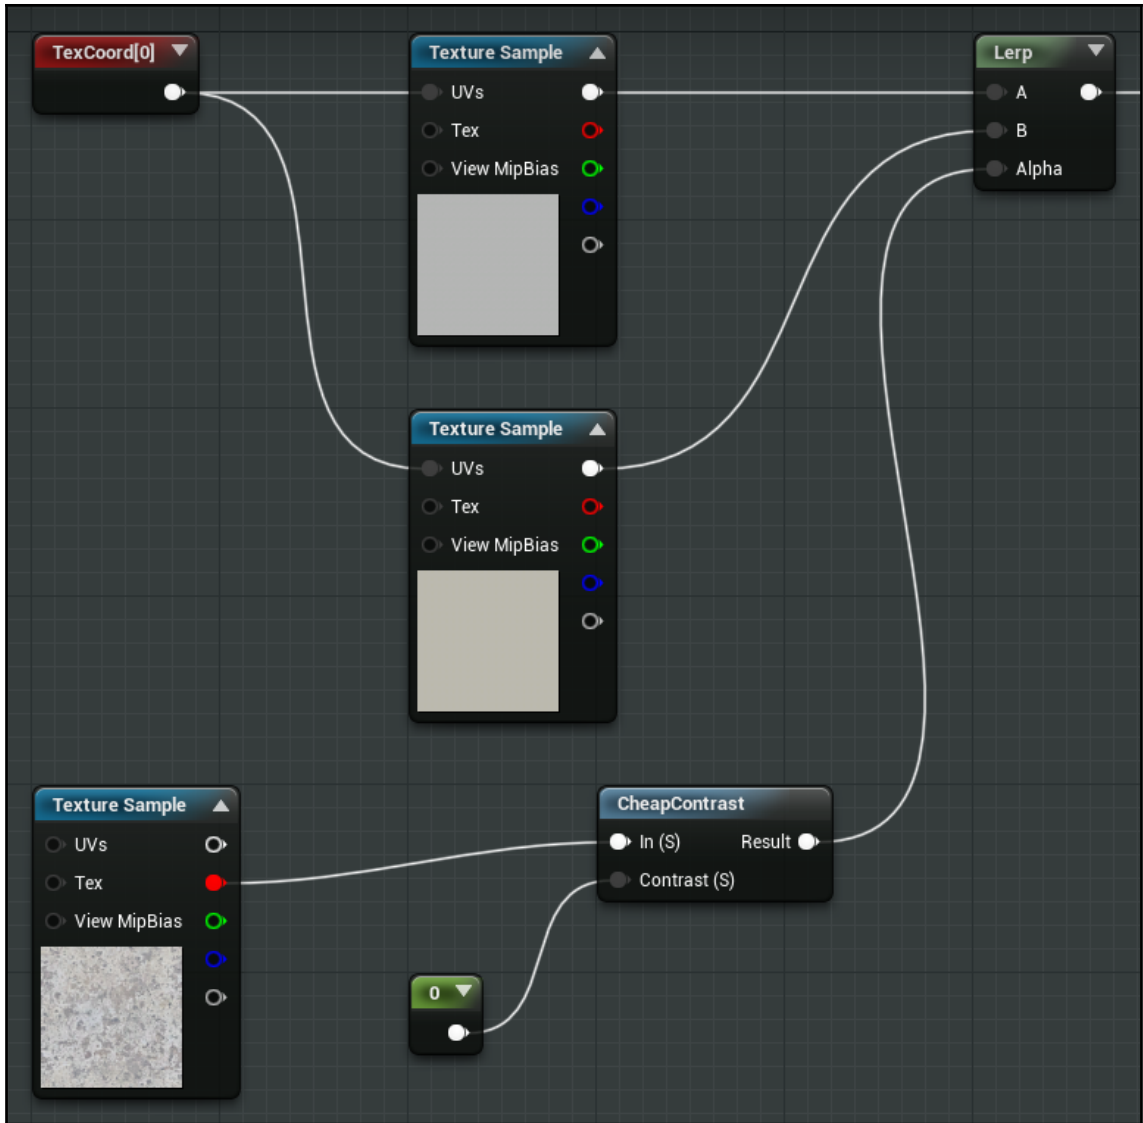 TexCoord[0]
Texture Sample
UVs
Tex
View MipBias
Lerp
A
B
Alpha
Texture Sample
UVs
Tex
View MipBias
Texture Sample
UVs
Tex
View MipBias
CheapContrast
In (S) Result
Contrast (S)
0